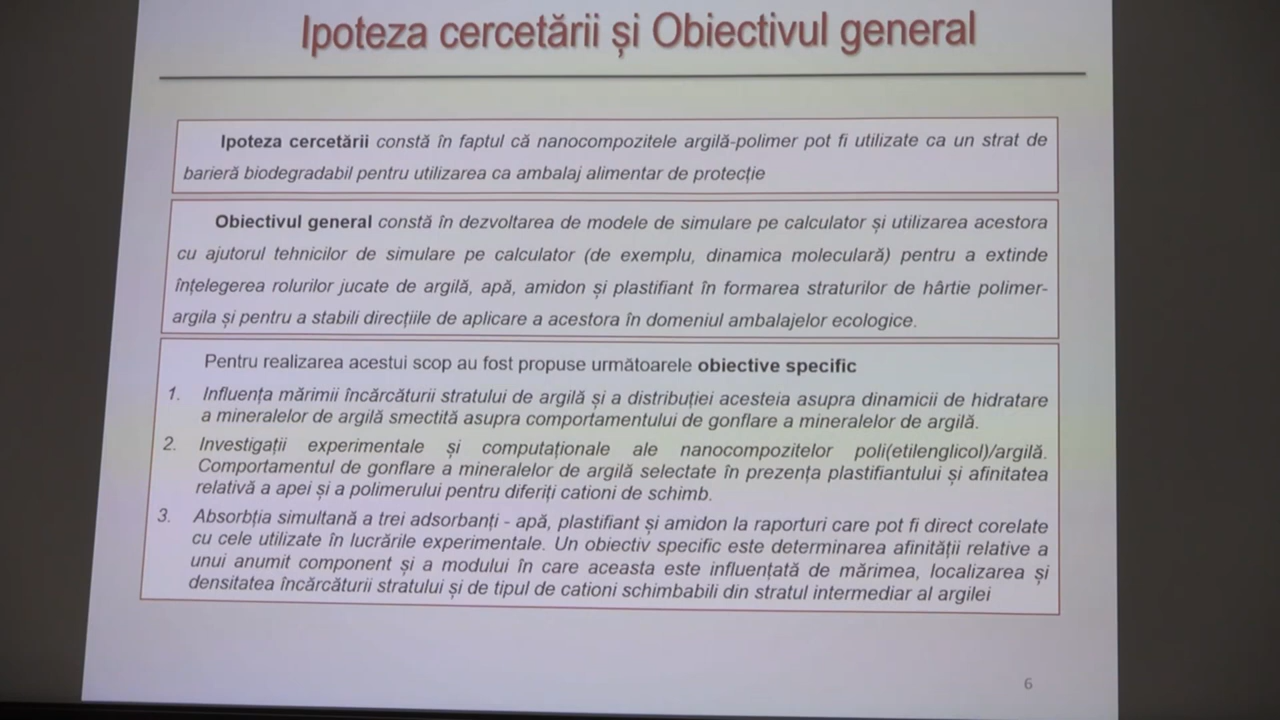 Ipoteza cercetării și Obiectivul general
Ipoteza cercetării constă în faptul că nanocompozitele argilă-polimer pot fi utilizate ca un strat de
barieră biodegradabil pentru utilizarea ca ambalaj alimentar de protecție
Obiectivul general constă în dezvoltarea de modele de simulare pe calculator și utilizarea acestora
cu ajutorul tehnicilor de simulare pe calculator (de exemplu, dinamica moleculară) pentru a extinde
înțelegerea rolurilor jucate de argilă, apă, amidon și plastifiant în formarea straturilor de hârtie polimer-
argila și pentru a stabili direcțiile de aplicare a acestora în domeniul ambalajelor ecologice.
Pentru realizarea acestui scop au fost propuse următoarele obiective specific
1. Influența mărimii încărcăturii stratului de argilă și a distribuției acesteia asupra dinamicii de hidratare
a mineralelor de argilă smectită asupra comportamentului de gonflare a mineralelor de argilă.
2. Investigații experimentale și computaționale ale nanocompozitelor poli(etilenglicol)/argilă.
Comportamentul de gonflare a mineralelor de argilă selectate în prezența plastifiantului și afinitatea
relativă a apei și a polimerului pentru diferiți cationi de schimb.
3. Absorbția simultană a trei adsorbanți - apă, plastifiant și amidon la raporturi care pot fi direct corelate
cu cele utilizate în lucrările experimentale. Un obiectiv specific este determinarea afinității relative a
unui anumit component și a modului în care aceasta este influențată de mărimea, localizarea și
densitatea încărcăturii stratului și de tipul de cationi schimbabili din stratul intermediar al argilei
6